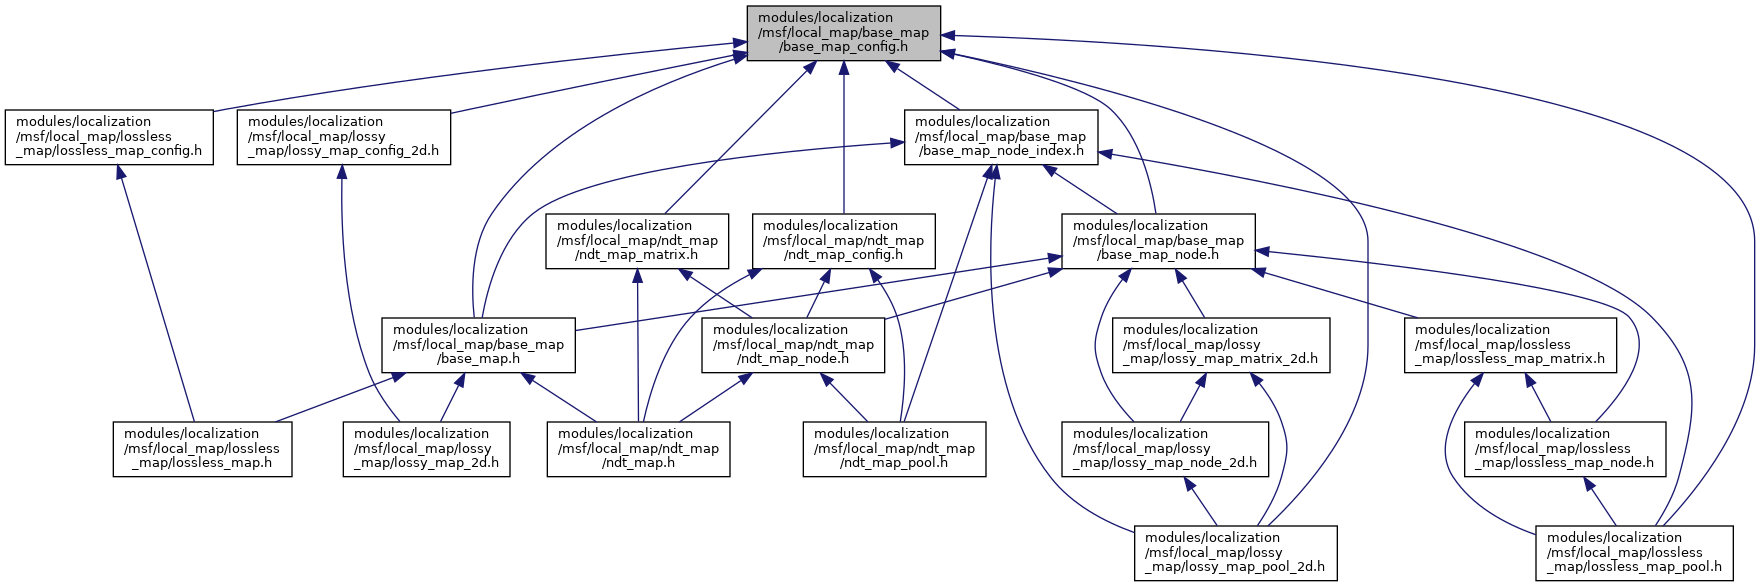 modules/localization
/msf/local_map/base_map
/base_map_config.h
modules/localization
/msf/local_map/lossless
_map/lossless_map_config.h
modules/localization
/msf/local_map/lossy
_map/lossy_map_config_2d.h
modules/localization
/msf/local_map/base_map
/base_map_node_index.h
modules/localization
/msf/local_map/ndt_map
/ndt_map_matrix.h
modules/localization
/msf/local_map/ndt_map
/ndt_map_config.h
modules/localization
/msf/local_map/base_map
/base_map_node.h
modules/localization
/msf/local_map/base_map
/base_map.h
modules/localization
/msf/local_map/ndt_map
/ndt_map_node.h
modules/localization
/msf/local_map/lossy
_map/lossy_map_matrix_2d.h
modules/localization
/msf/local_map/lossless
_map/lossless_map_matrix.h
modules/localization
/msf/local_map/lossless
_map/lossless_map.h
modules/localization
/msf/local_map/lossy
_map/lossy_map_2d.h
modules/localization
/msf/local_map/ndt_map
/ndt_map.h
modules/localization
/msf/local_map/ndt_map
/ndt_map_pool.h
modules/localization
/msf/local_map/lossy
_map/lossy_map_node_2d.h
modules/localization
/msf/local_map/lossless
_map/lossless_map_node.h
modules/localization
/msf/local_map/lossy
_map/lossy_map_pool_2d.h
modules/localization
/msf/local_map/lossless
_map/lossless_map_pool.h